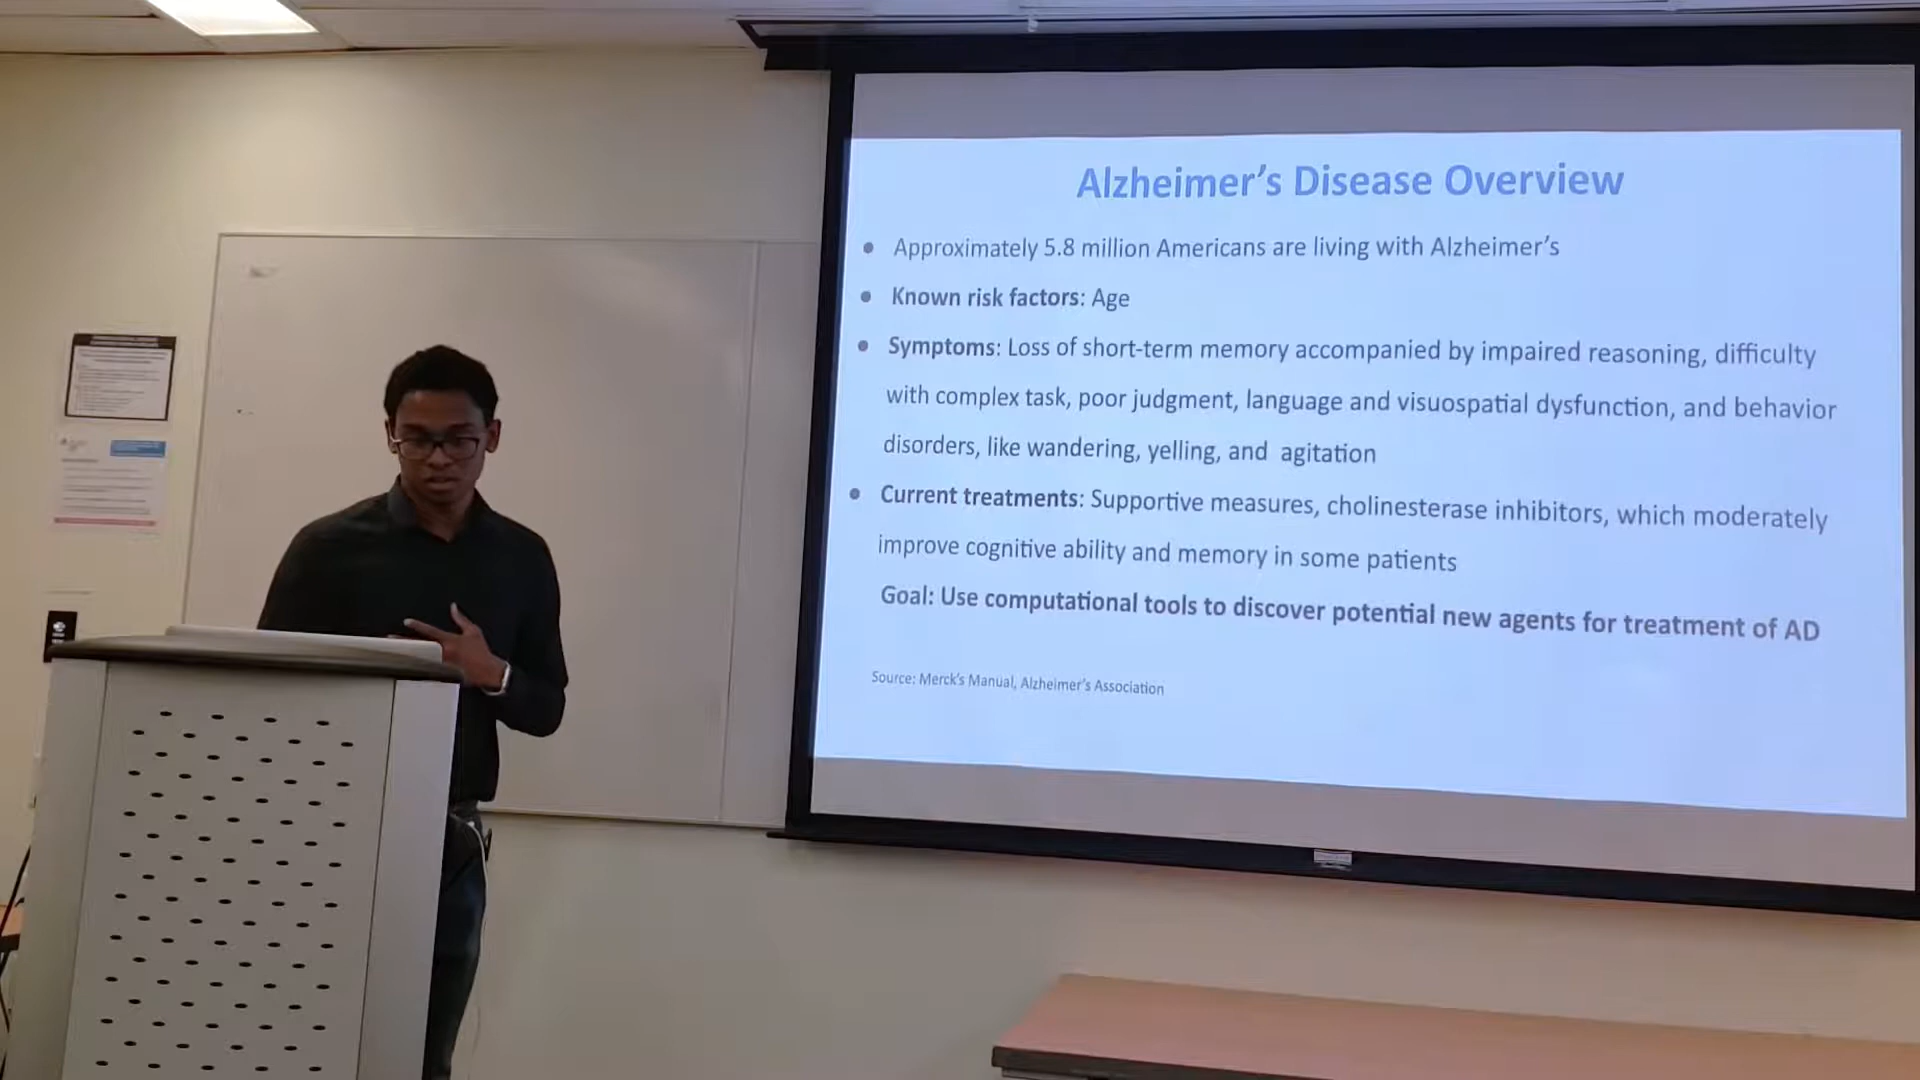 Alzheimer's Disease Overview
• Approximately 5.8 million Americans are living with Alzheimer's
• Known risk factors: Age
• Symptoms: Loss of short-term memory accompanied by impaired reasoning, difficulty
with complex task, poor judgment, language and visuospatial dysfunction, and behavior
disorders, like wandering, yelling, and agitation
• Current treatments: Supportive measures, cholinesterase inhibitors, which moderately
improve cognitive ability and memory in some patients
Goal: Use computational tools to discover potential new agents for treatment of AD
Source: Merck's Manual, Alzheimer's Association